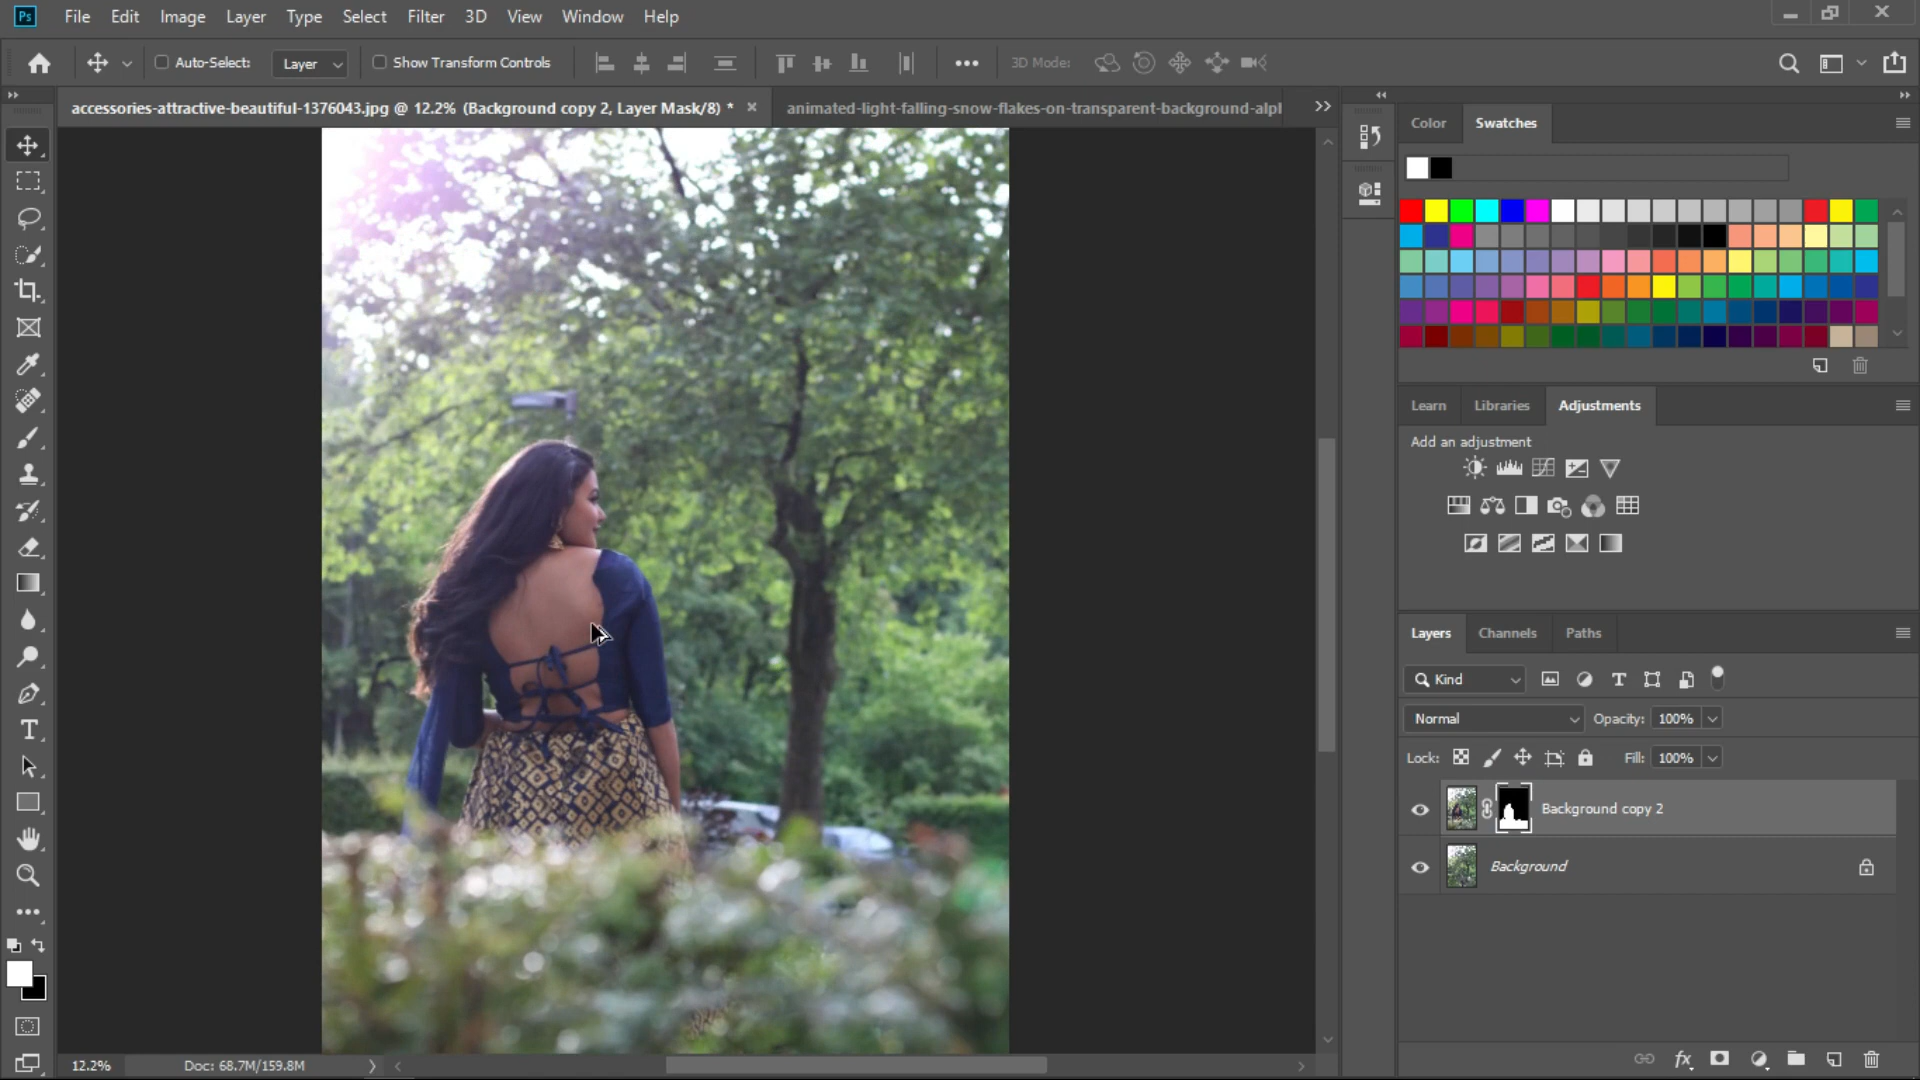 Ps File Edit Image Layer Type Select Filter 3D View Window Help
Auto-Select: Layer Show Transform Controls 3D Mode:
accessories-attractive-beautiful-1376043.jpg @ 12.2% (Background copy 2, Layer Mask/8) * × animated-light-falling-snow-flakes-on-transparent-background-alpl
Color Swatches
Learn Libraries Adjustments
Add an adjustment
Layers Channels Paths
Kind
Normal Opacity: 100%
Lock: Fill: 100%
Background copy 2
Background
12.2% Doc: 68.7M/159.8M